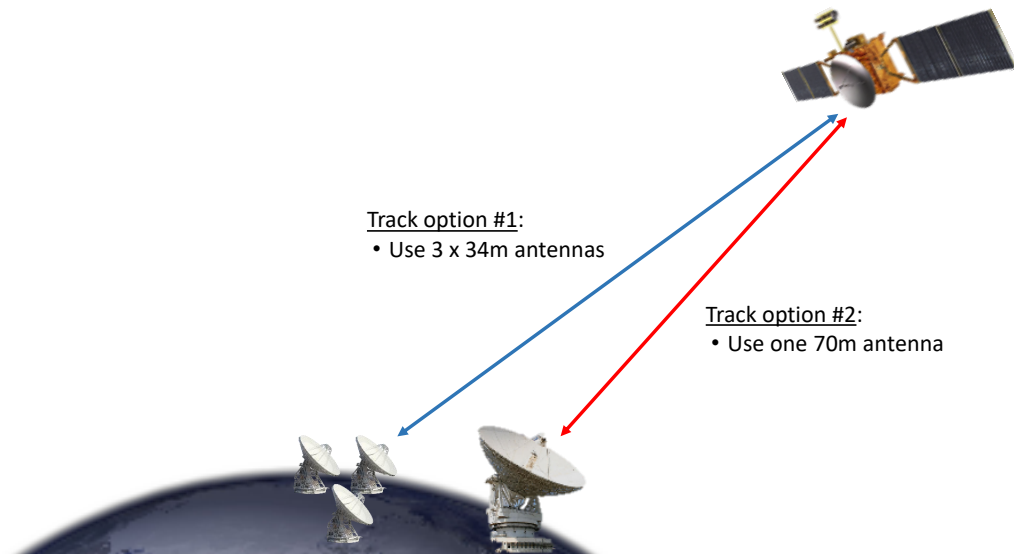 Track option #1:
• Use 3 x 34m antennas
Track option #2:
• Use one 70m antenna